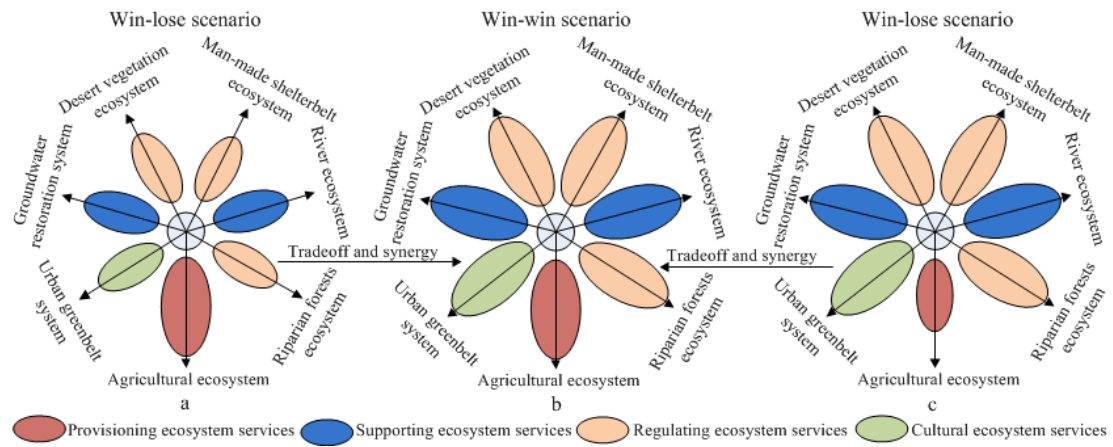 Win-lose scenario
Desert vegetation
ecosystem
Man-made shelterbelt
ecosystem
Groundwater
restoration system
River ecosystem
Urban greenbelt
system
Riparian forests
ecosystem
Agricultural ecosystem
a
Tradeoff and synergy
Win-win scenario
Desert vegetation
ecosystem
Man-made shelterbelt
ecosystem
Groundwater
restoration system
River ecosystem
Urban greenbelt
system
Riparian forests
ecosystem
Agricultural ecosystem
b
Tradeoff and synergy
Win-lose scenario
Desert vegetation
ecosystem
Man-made shelterbelt
ecosystem
Groundwater
restoration system
River ecosystem
Urban greenbelt
system
Riparian forests
ecosystem
Agricultural ecosystem
c
Provisioning ecosystem services
Supporting ecosystem services
Regulating ecosystem services
Cultural ecosystem services